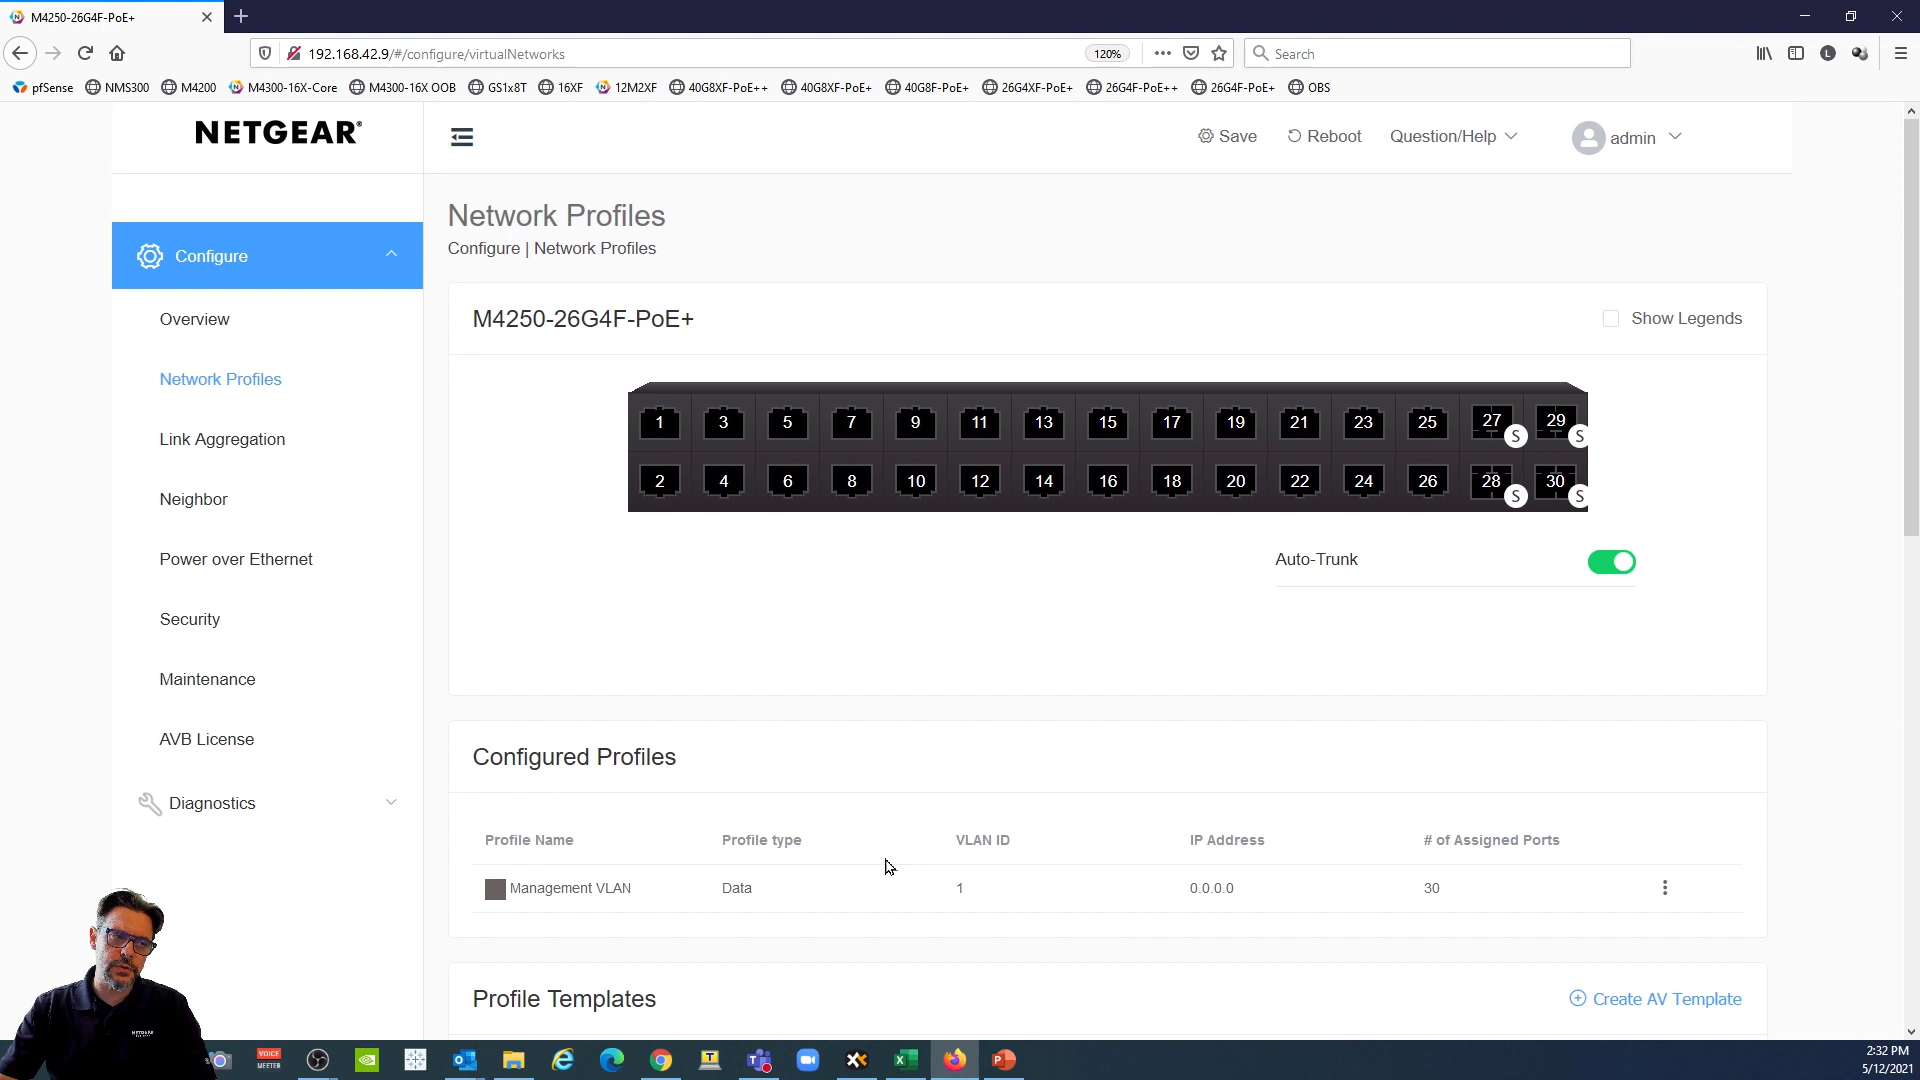 M4250-26G4F-PoE+
192.168.42.9/#/configure/virtualNetworks
120%
Search
pfSense
NMS300
M4200
M4300-16X-Core
M4300-16X OOB
GS1x8T
16XF
12M2XF
40G8XF-PoE++
40G8XF-PoE+
40G8F-PoE+
26G4XF-PoE+
26G4F-PoE++
26G4F-PoE+
OBS
NETGEAR®
Save
Reboot
Question/Help
admin
Configure
Overview
Network Profiles
Link Aggregation
Neighbor
Power over Ethernet
Security
Maintenance
AVB License
Diagnostics
Network Profiles
Configure | Network Profiles
M4250-26G4F-PoE+
Show Legends
1 3 5 7 9 11 13 15 17 19 21 23 25 27 S 29 S
2 4 6 8 10 12 14 16 18 20 22 24 26 28 S 30 S
Auto-Trunk
Configured Profiles
Profile Name Profile type VLAN ID IP Address # of Assigned Ports
Management VLAN Data 1 0.0.0.0 30
Profile Templates
Create AV Template
NETGEAR
VOICE
MEETER
2:32 PM
5/12/2021